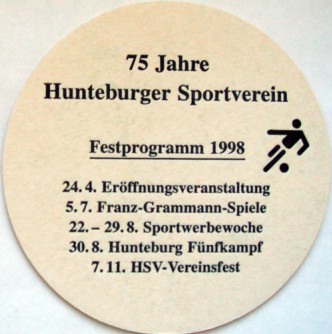 75 Jahre
Hunteburger Sportverein
Festprogramm 1998
24.4. Eröffnungsveranstaltung
5.7. Franz-Grammann-Spiele
22. – 29.8. Sportwerbewoche
30.8. Hunteburg Fünfkampf
7.11. HSV-Vereinsfest